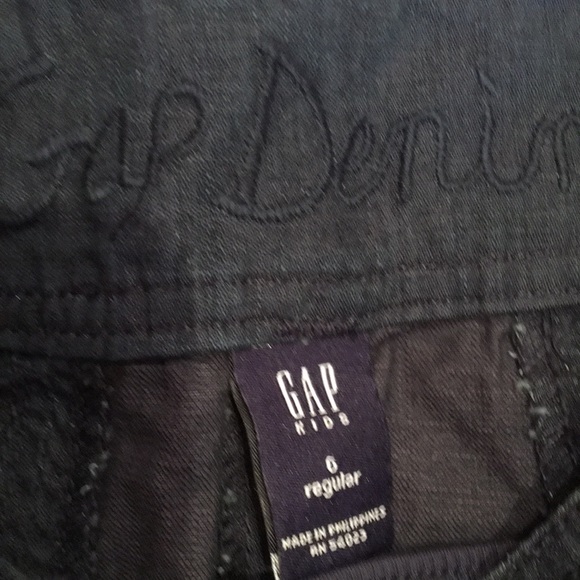 Gap Denim
GAP
KIDS
6
regular
MADE IN PHILIPPINES
RN 54023